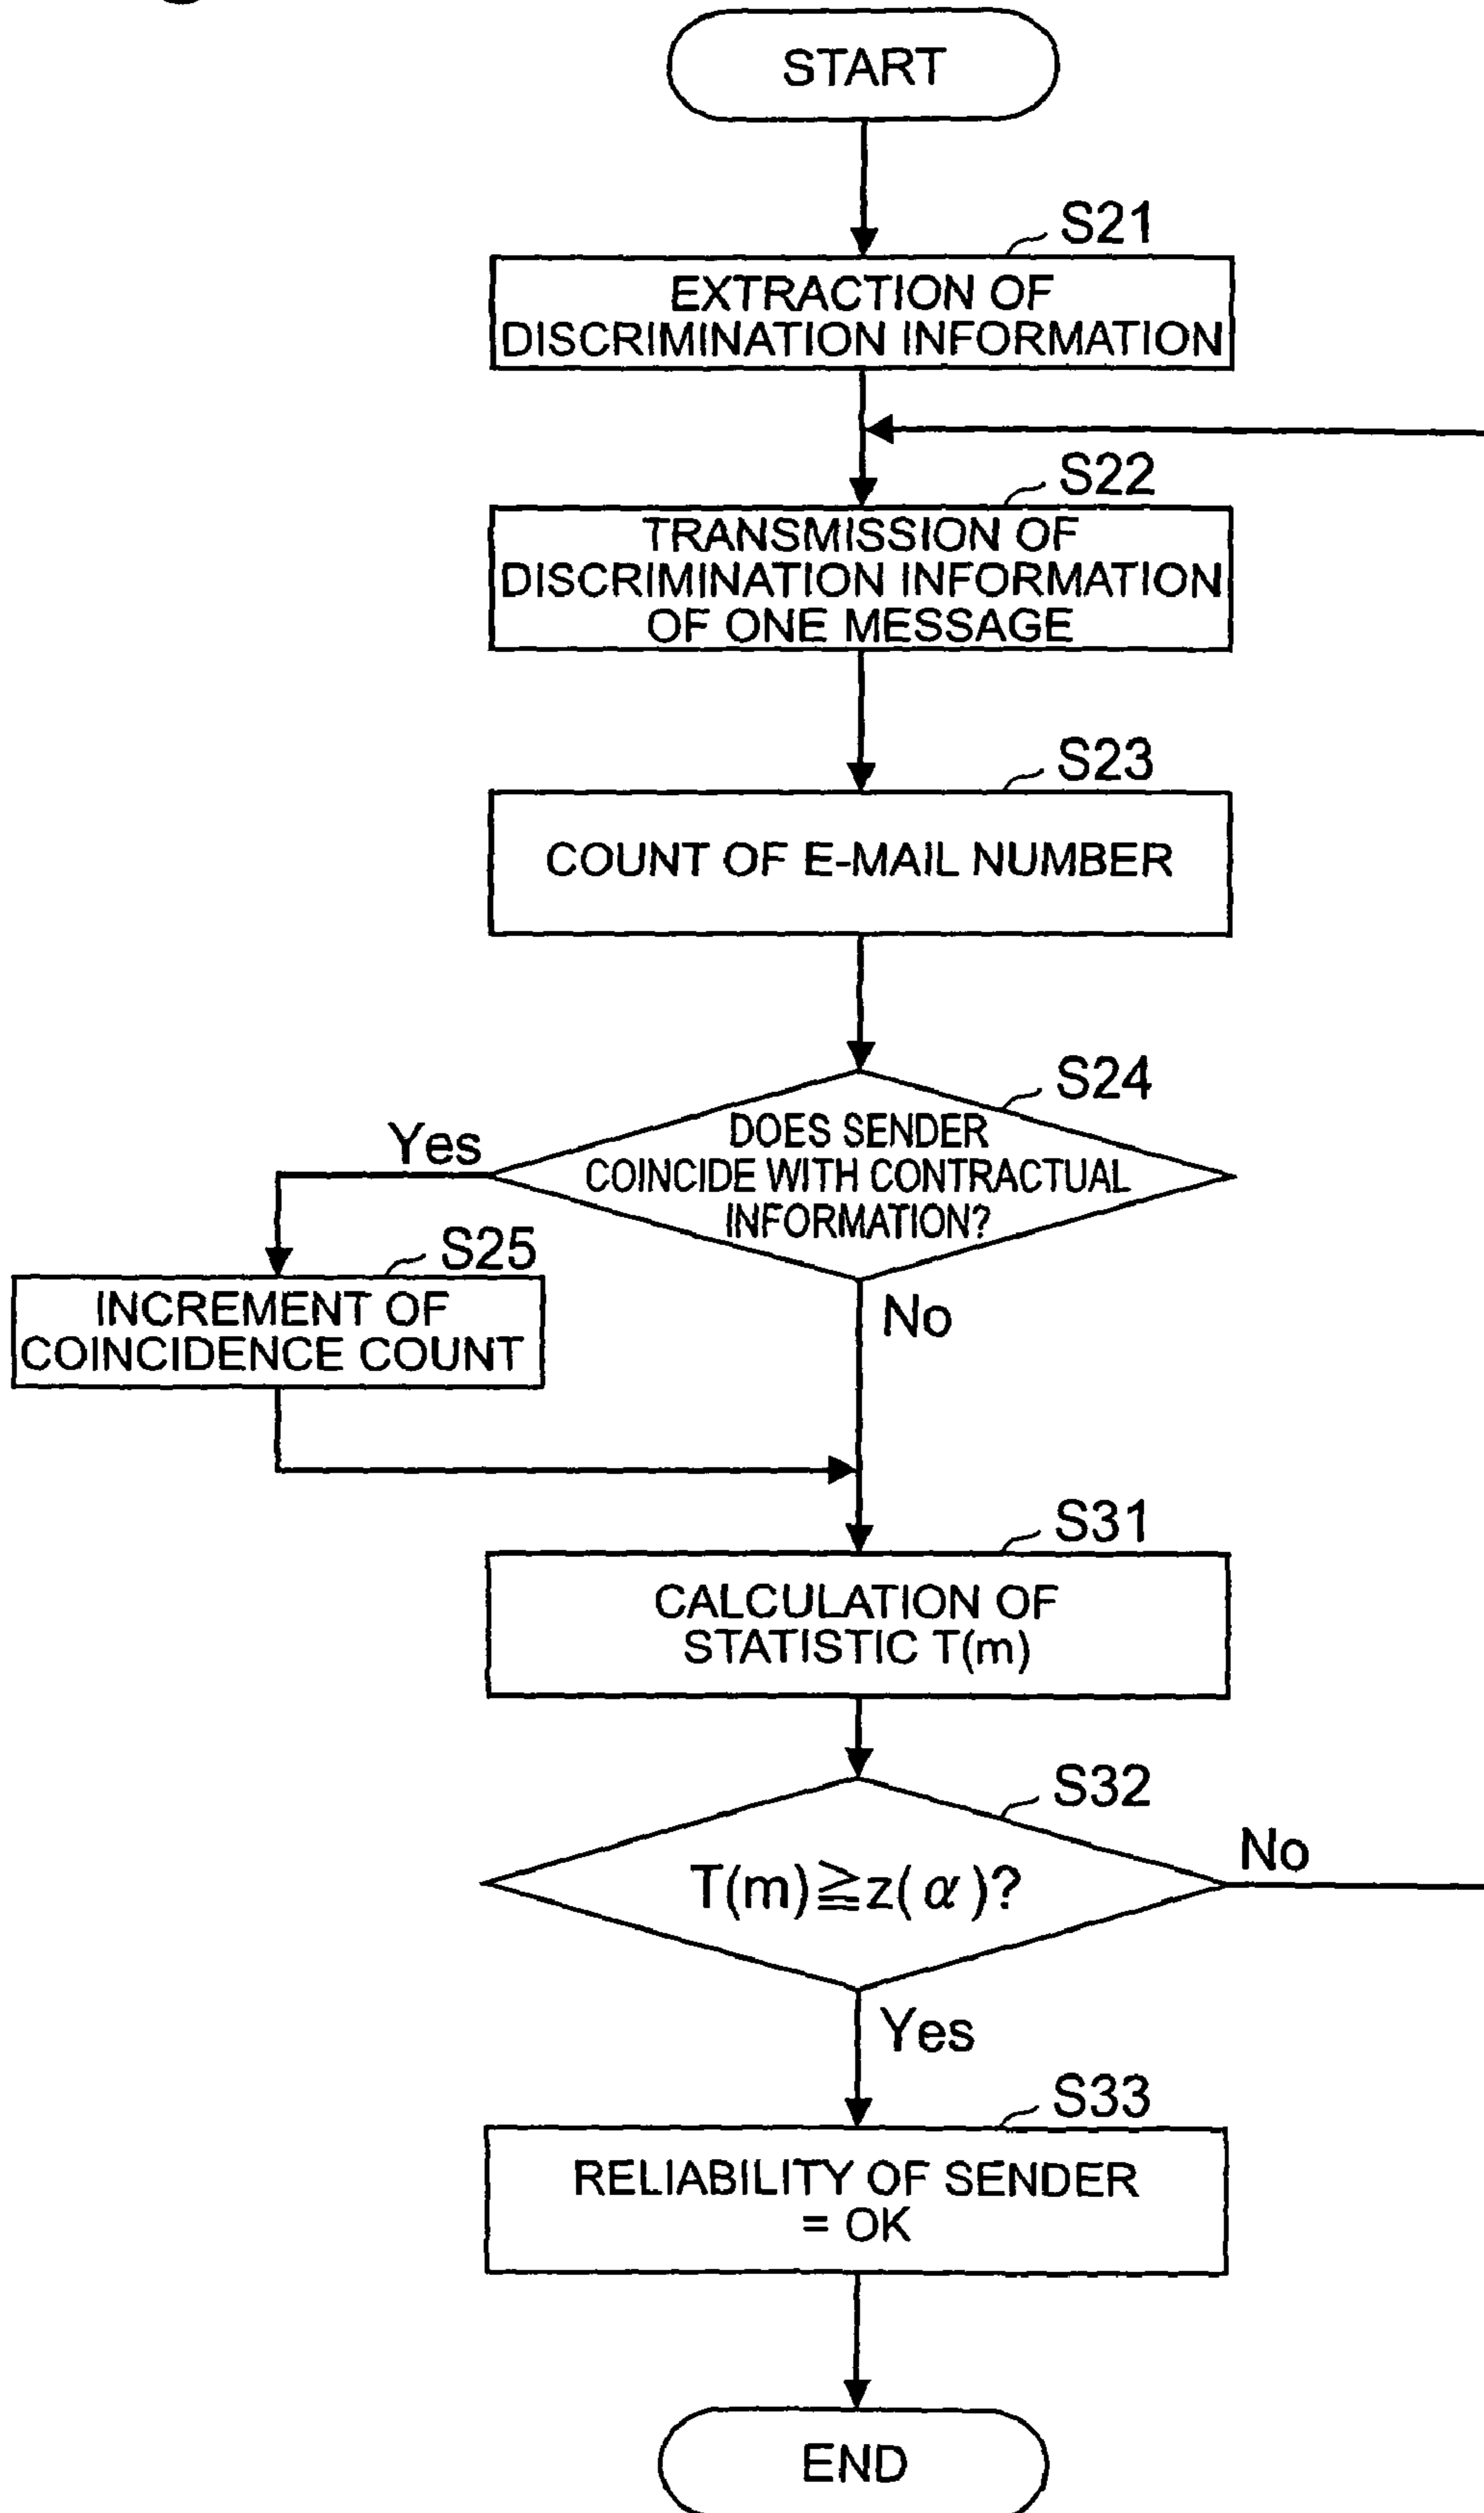 START
S21
EXTRACTION OF
DISCRIMINATION INFORMATION
S22
TRANSMISSION OF
DISCRIMINATION INFORMATION
OF ONE MESSAGE
S23
COUNT OF E-MAIL NUMBER
S24
DOES SENDER
COINCIDE WITH CONTRACTUAL
INFORMATION?
Yes
No
S25
INCREMENT OF
COINCIDENCE COUNT
S31
CALCULATION OF
STATISTIC T(m)
S32
T(m)≧z(α)?
No
Yes
S33
RELIABILITY OF SENDER
= OK
END